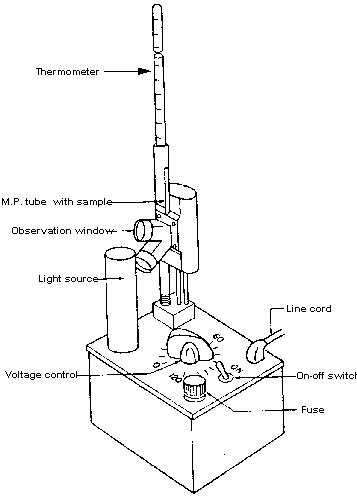 Thermometer
M.P. tube with sample
Observation window
Light source
Line cord
60
0
Voltage control
120
ON
On-off switch
Fuse